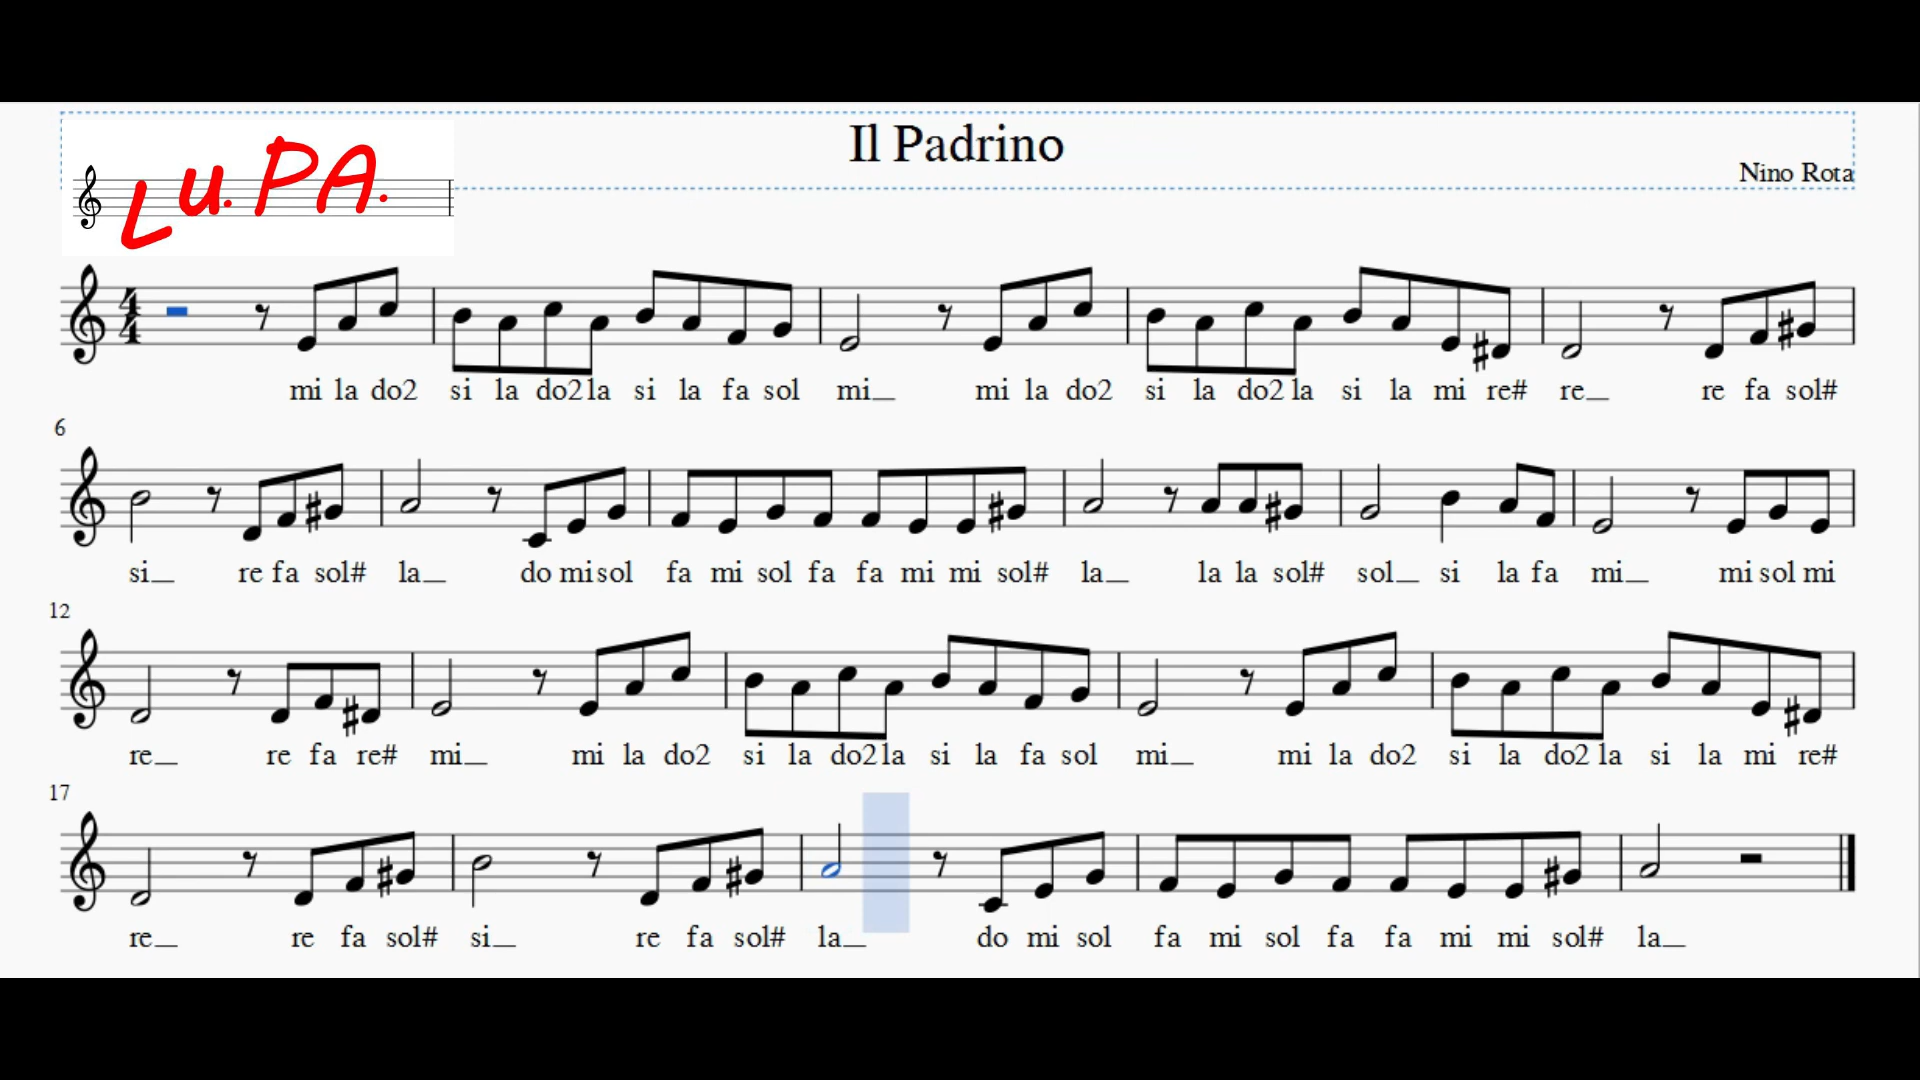 Il Padrino
Lu.PA.
Nino Rota
4
4
mi la do2 si la do2 la si la fa sol mi_ mi la do2 si la do2 la si la mi re# re_ re fa sol#
6
si_ re fa sol# la_ do mi sol fa mi sol fa fa mi mi sol# la_ la la sol# sol_ si la fa mi_ mi sol mi
12
re_ re fa re# mi_ mi la do2 si la do2 la si la fa sol mi_ mi la do2 si la do2 la si la mi re#
17
re_ re fa sol# si_ re fa sol# la_ do mi sol fa mi sol fa fa mi mi sol# la_